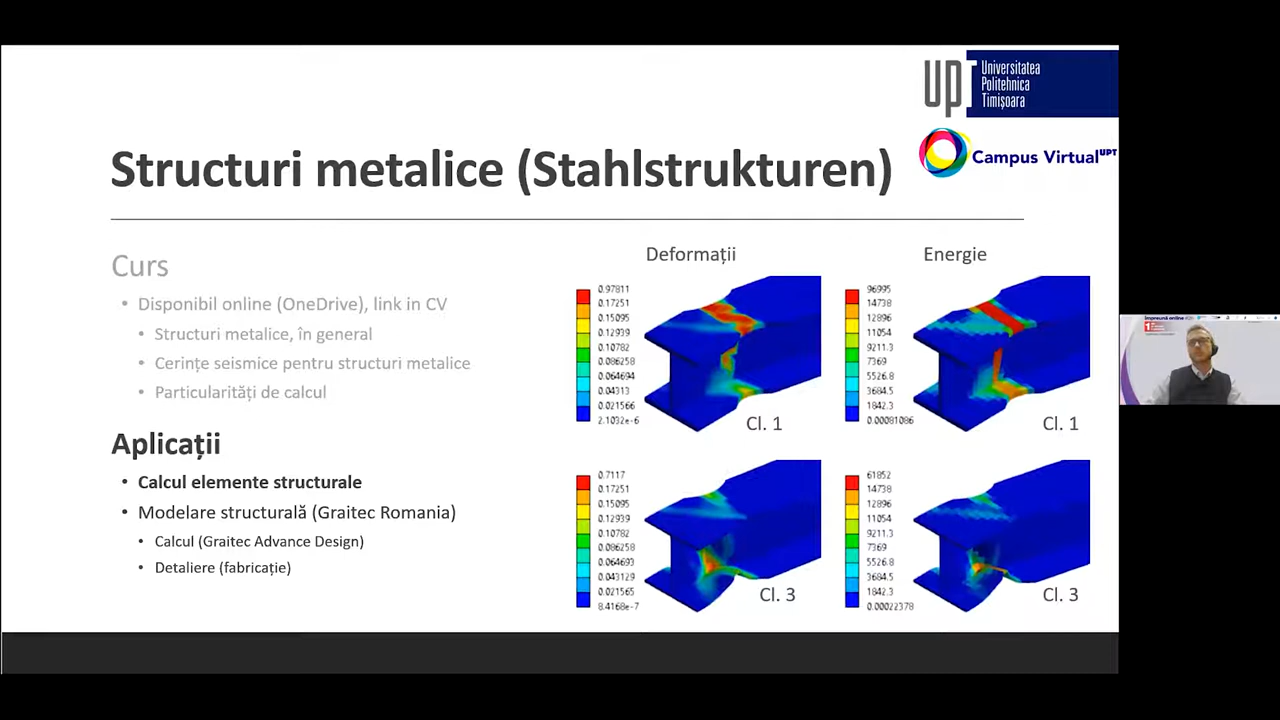 Universitatea
Politehnica
Timișoara
UPT
Campus VirtualUPT
Structuri metalice (Stahlstrukturen)
Curs
• Disponibil online (OneDrive), link in CV
• Structuri metalice, în general
• Cerințe seismice pentru structuri metalice
• Particularități de calcul
Aplicații
• Calcul elemente structurale
• Modelare structurală (Graitec Romania)
• Calcul (Graitec Advance Design)
• Detaliere (fabricație)
Deformații
0.97811
0.17251
0.15095
0.12939
0.10782
0.086258
0.064694
0.04313
0.021566
2.1032e-6
Cl. 1
Energie
96995
14738
12896
11054
9211.3
7369
5526.8
3684.5
1842.3
0.00081086
Cl. 1
0.7117
0.17251
0.15095
0.12939
0.10782
0.086258
0.064693
0.043129
0.021565
8.4168e-7
Cl. 3
61852
14738
12896
11054
9211.3
7369
5526.8
3684.5
1842.3
0.00022378
Cl. 3
împreună online